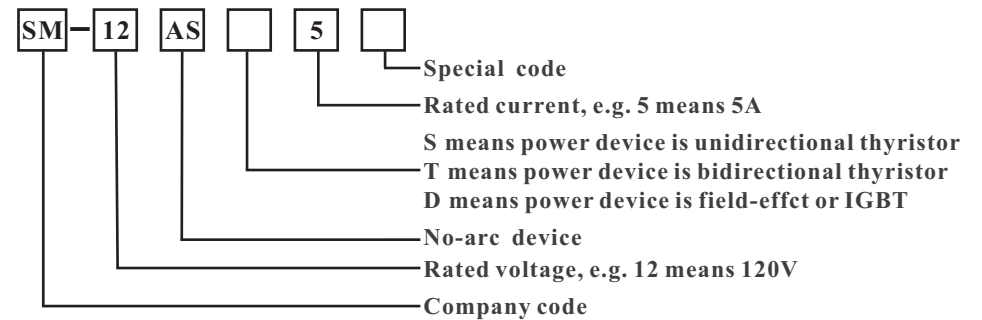 SM-12 AS 5
Special code
Rated current, e.g. 5 means 5A
S means power device is unidirectional thyristor
T means power device is bidirectional thyristor
D means power device is field-effct or IGBT
No-arc device
Rated voltage, e.g. 12 means 120V
Company code